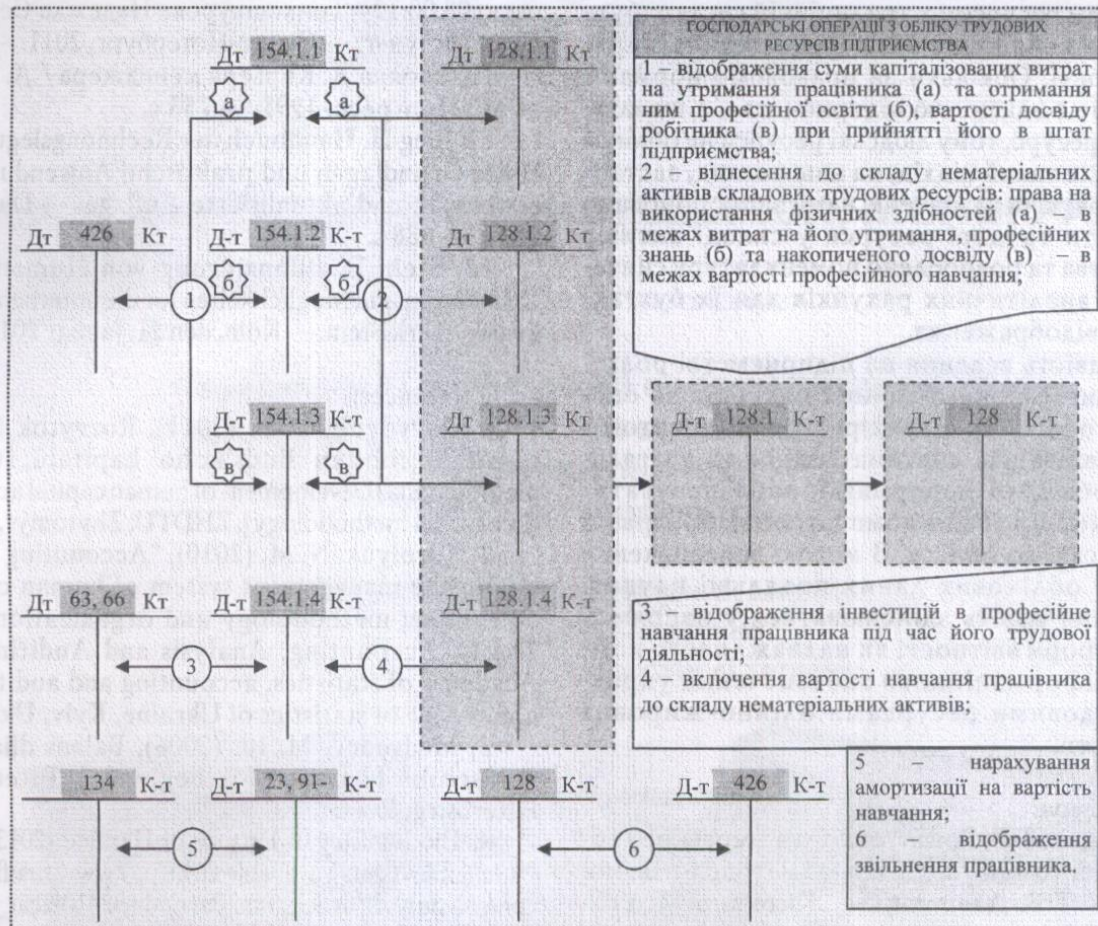 Дт 154.1.1 Кт
128.1.1
а а
Дт 426 Кт
Д-т 154.1.2 К-т
128.1.2
1 б б 2
Д-т 154.1.3 К-т
Д-т 128.1.3 К-т
в в
Д-т 128.1 К-т
Д-т 128 К-т
Дт 63, 66 Кт
Д-т 154.1.4 К-т
Д-т 128.1.4 К-т
3 4
134 К-т
Д-т 23, 91-
Д-т 128 К-т
Д-т 426 К-т
5 6
ГОСПОДАРСЬКІ ОПЕРАЦІЇ З ОБЛІКУ ТРУДОВИХ
РЕСУРСІВ ПІДПРИЄМСТВА
1 – відображення суми капіталізованих витрат
на утримання працівника (а) та отримання
ним професійної освіти (б), вартості досвіду
робітника (в) при прийнятті його в штат
підприємства;
2 – віднесення до складу нематеріальних
активів складових трудових ресурсів: права на
використання фізичних здібностей (а) – в
межах витрат на його утримання, професійних
знань (б) та накопиченого досвіду (в) – в
межах вартості професійного навчання;
3 – відображення інвестицій в професійне
навчання працівника під час його трудової
діяльності;
4 – включення вартості навчання працівника
до складу нематеріальних активів;
5 – нарахування
амортизації на вартість
навчання;
6 – відображення
звільнення працівника.